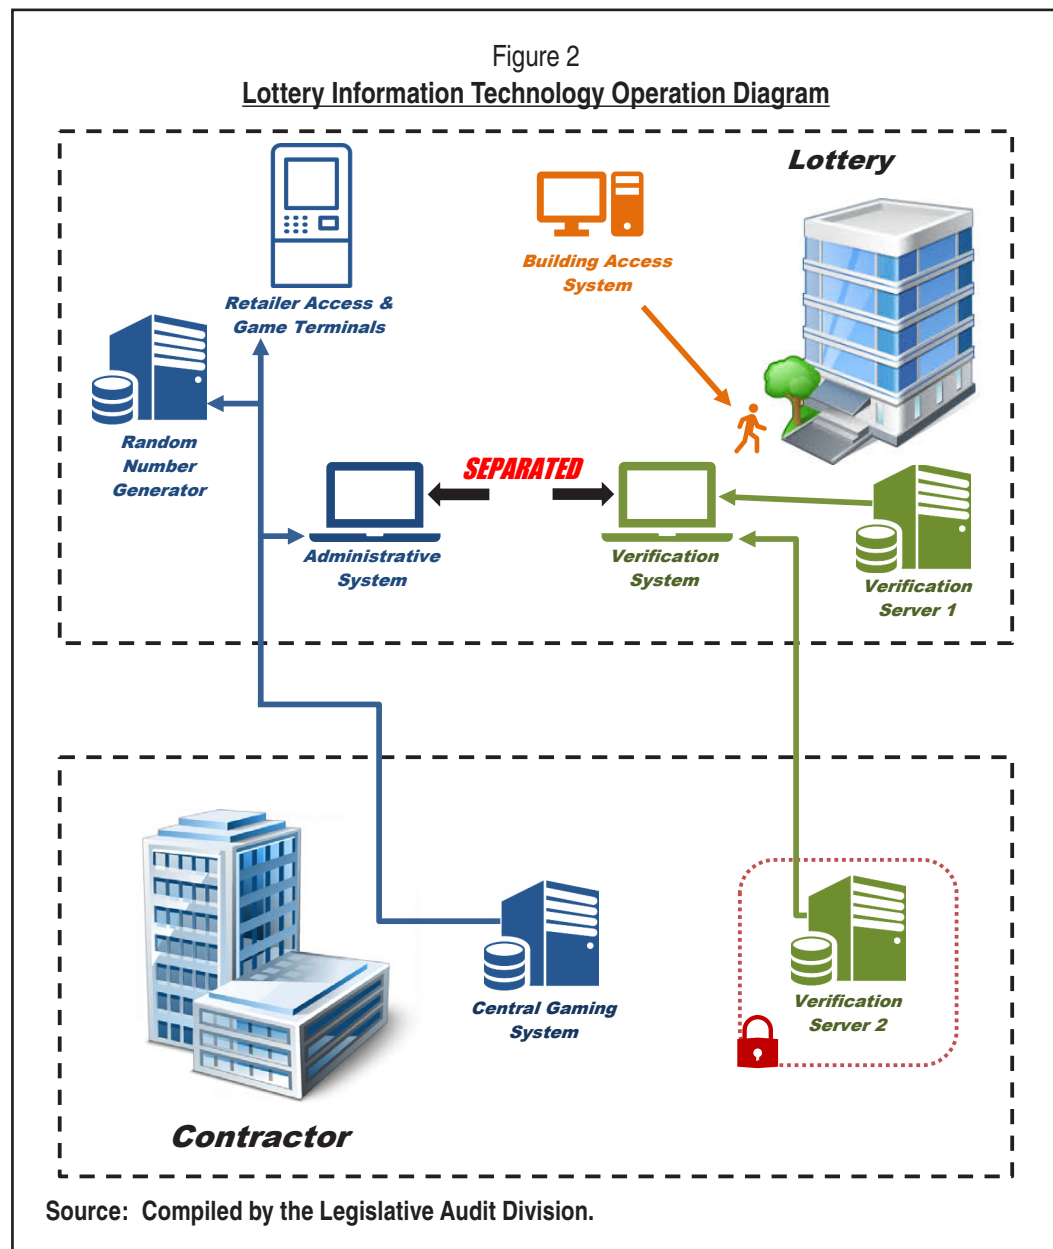 Figure 2
Lottery Information Technology Operation Diagram
Lottery
Building Access
System
Retailer Access &
Game Terminals
Random
Number
Generator
SEPARATED
Administrative
System
Verification
System
Verification
Server 1
Central Gaming
System
Verification
Server 2
Contractor
Source: Compiled by the Legislative Audit Division.